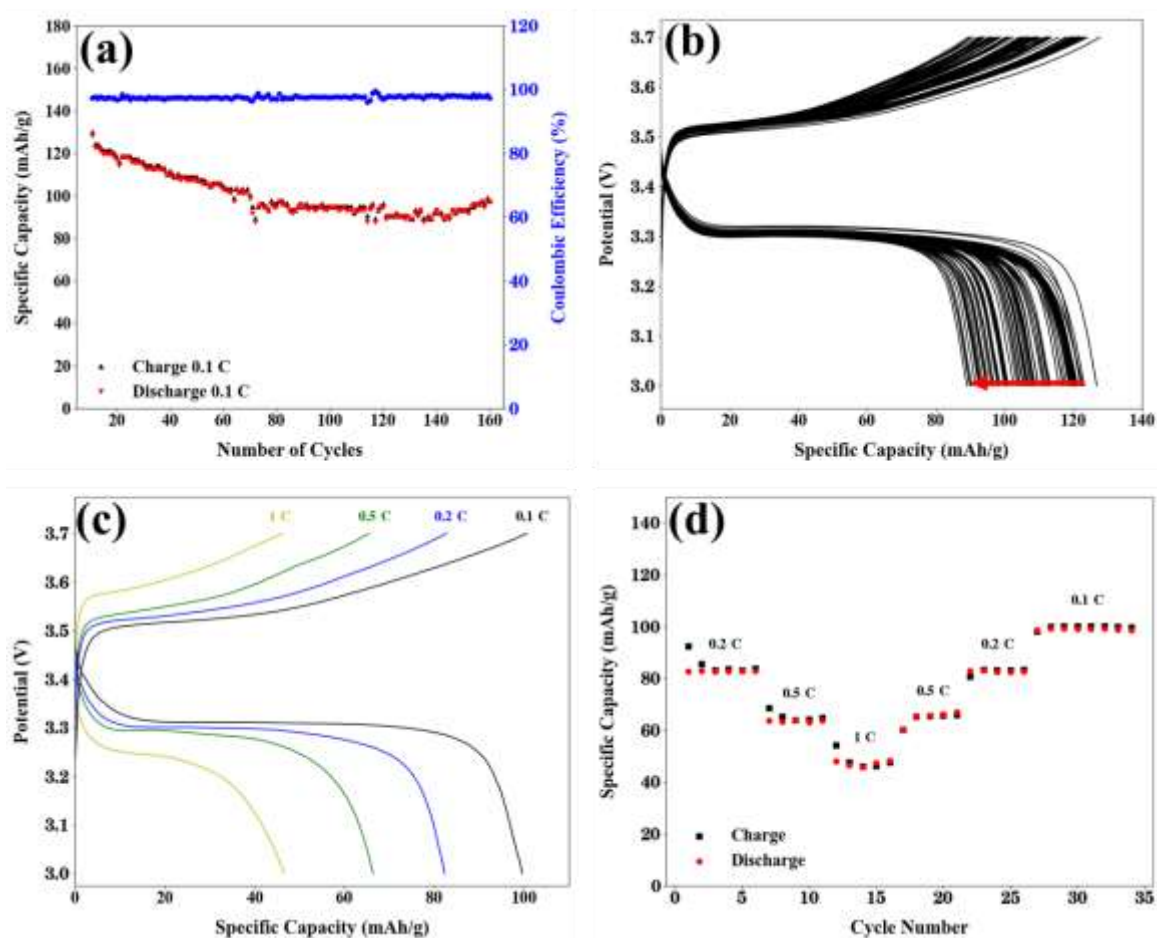 (a)
180
160
140
120
100
80
60
40
20
0
Specific Capacity (mAh/g)
120
100
80
60
40
20
0
Coulombic Efficiency (%)
Charge 0.1 C
Discharge 0.1 C
20 40 60 80 100 120 140 160
Number of Cycles
(b)
3.7
3.6
3.5
3.4
3.3
3.2
3.1
3.0
Potential (V)
0 20 40 60 80 100 120 140
Specific Capacity (mAh/g)
(c)
1 C 0.5 C 0.2 C 0.1 C
3.7
3.6
3.5
3.4
3.3
3.2
3.1
3.0
Potential (V)
0 20 40 60 80 100
Specific Capacity (mAh/g)
(d)
140
120
100
80
60
40
20
0
Specific Capacity (mAh/g)
0.2 C
0.5 C
1 C
0.5 C
0.2 C
0.1 C
Charge
Discharge
0 5 10 15 20 25 30 35
Cycle Number